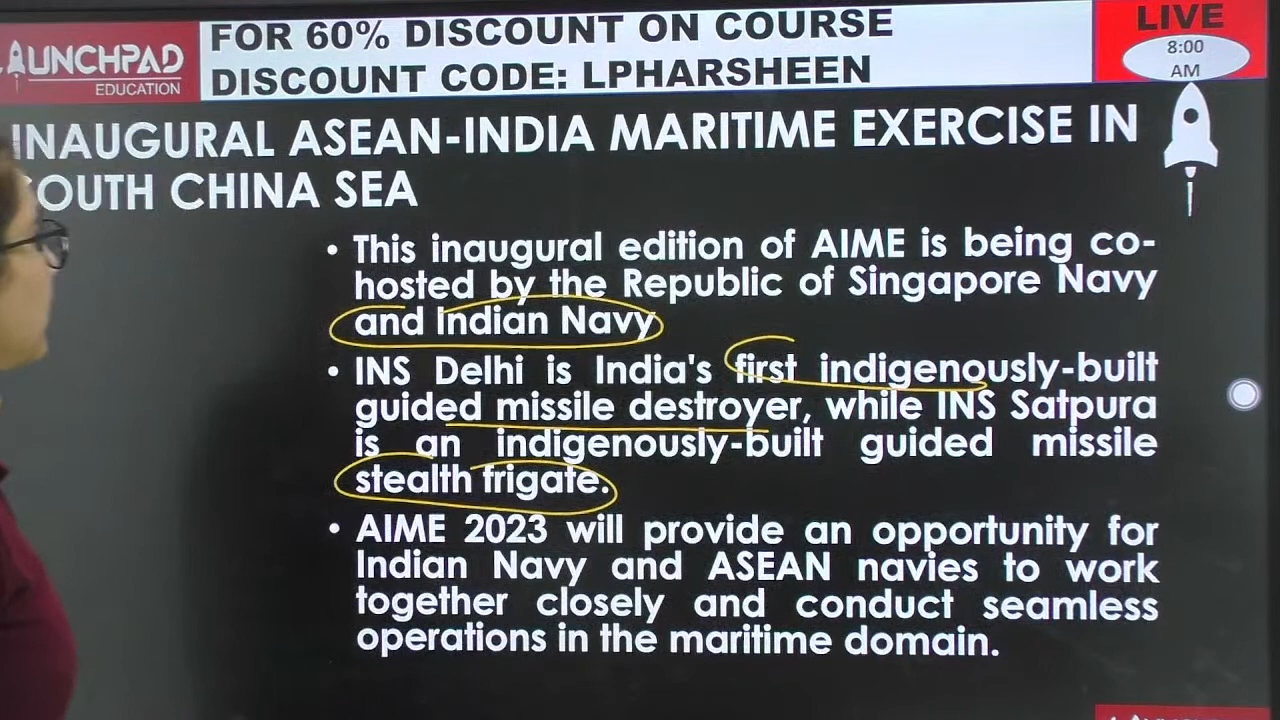 LAUNCHPAD
EDUCATION
FOR 60% DISCOUNT ON COURSE
DISCOUNT CODE: LPHARSHEEN
LIVE
8:00
AM
INAUGURAL ASEAN-INDIA MARITIME EXERCISE IN
SOUTH CHINA SEA
• This inaugural edition of AIME is being co-
hosted by the Republic of Singapore Navy
and Indian Navy
• INS Delhi is India's first indigenously-built
guided missile destroyer, while INS Satpura
is an indigenously-built guided missile
stealth frigate.
• AIME 2023 will provide an opportunity for
Indian Navy and ASEAN navies to work
together closely and conduct seamless
operations in the maritime domain.